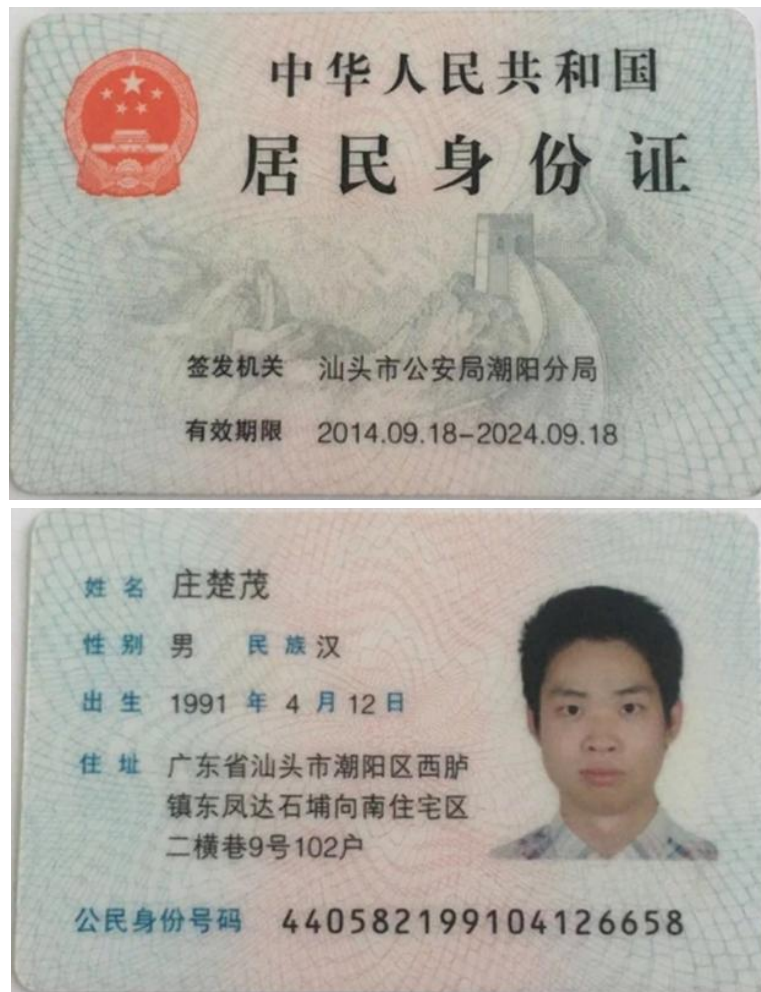 中华人民共和国
居民身份证
签发机关 汕头市公安局潮阳分局
有效期限 2014.09.18-2024.09.18
姓名 庄楚茂
性别 男 民族 汉
出生 1991 年 4 月 12 日
住址 广东省汕头市潮阳区西胪
镇东凤达石埔向南住宅区
二横巷9号102户
公民身份号码 440582199104126658